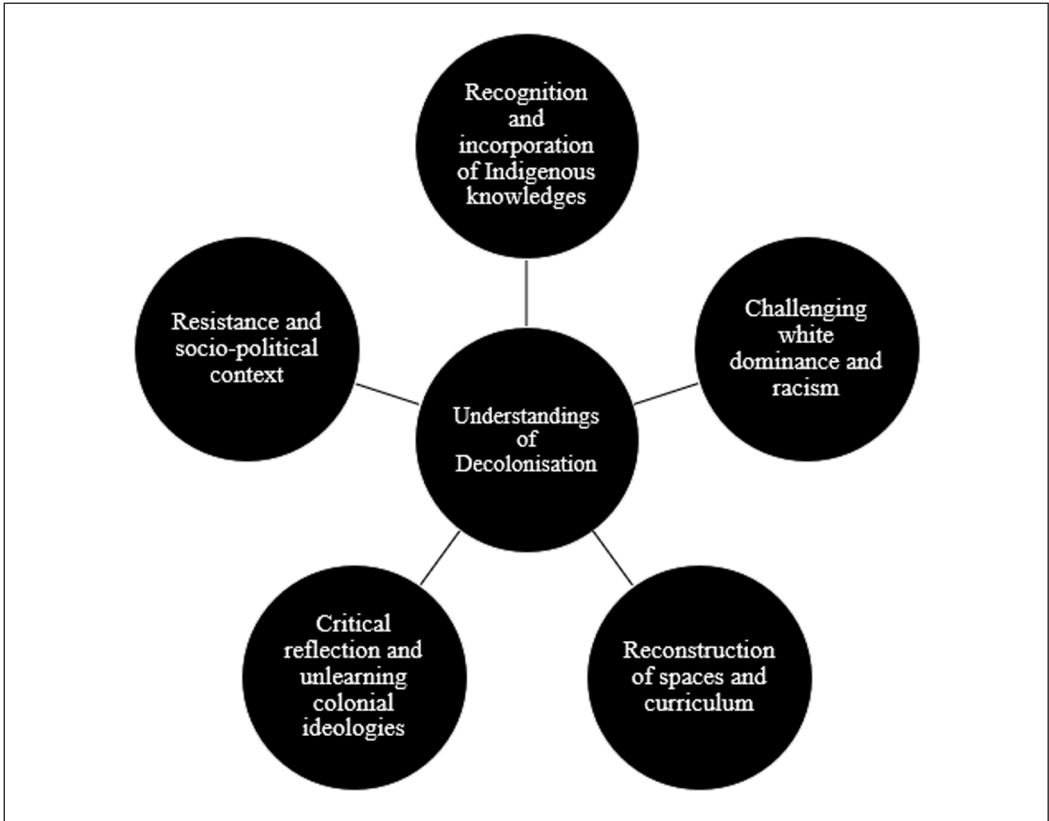 Recognition
and
incorporation
of Indigenous
knowledges
Resistance and
socio-political
context
Challenging
white
dominance and
racism
Understandings
of
Decolonisation
Critical
reflection and
unlearning
colonial
ideologies
Reconstruction
of spaces and
curriculum